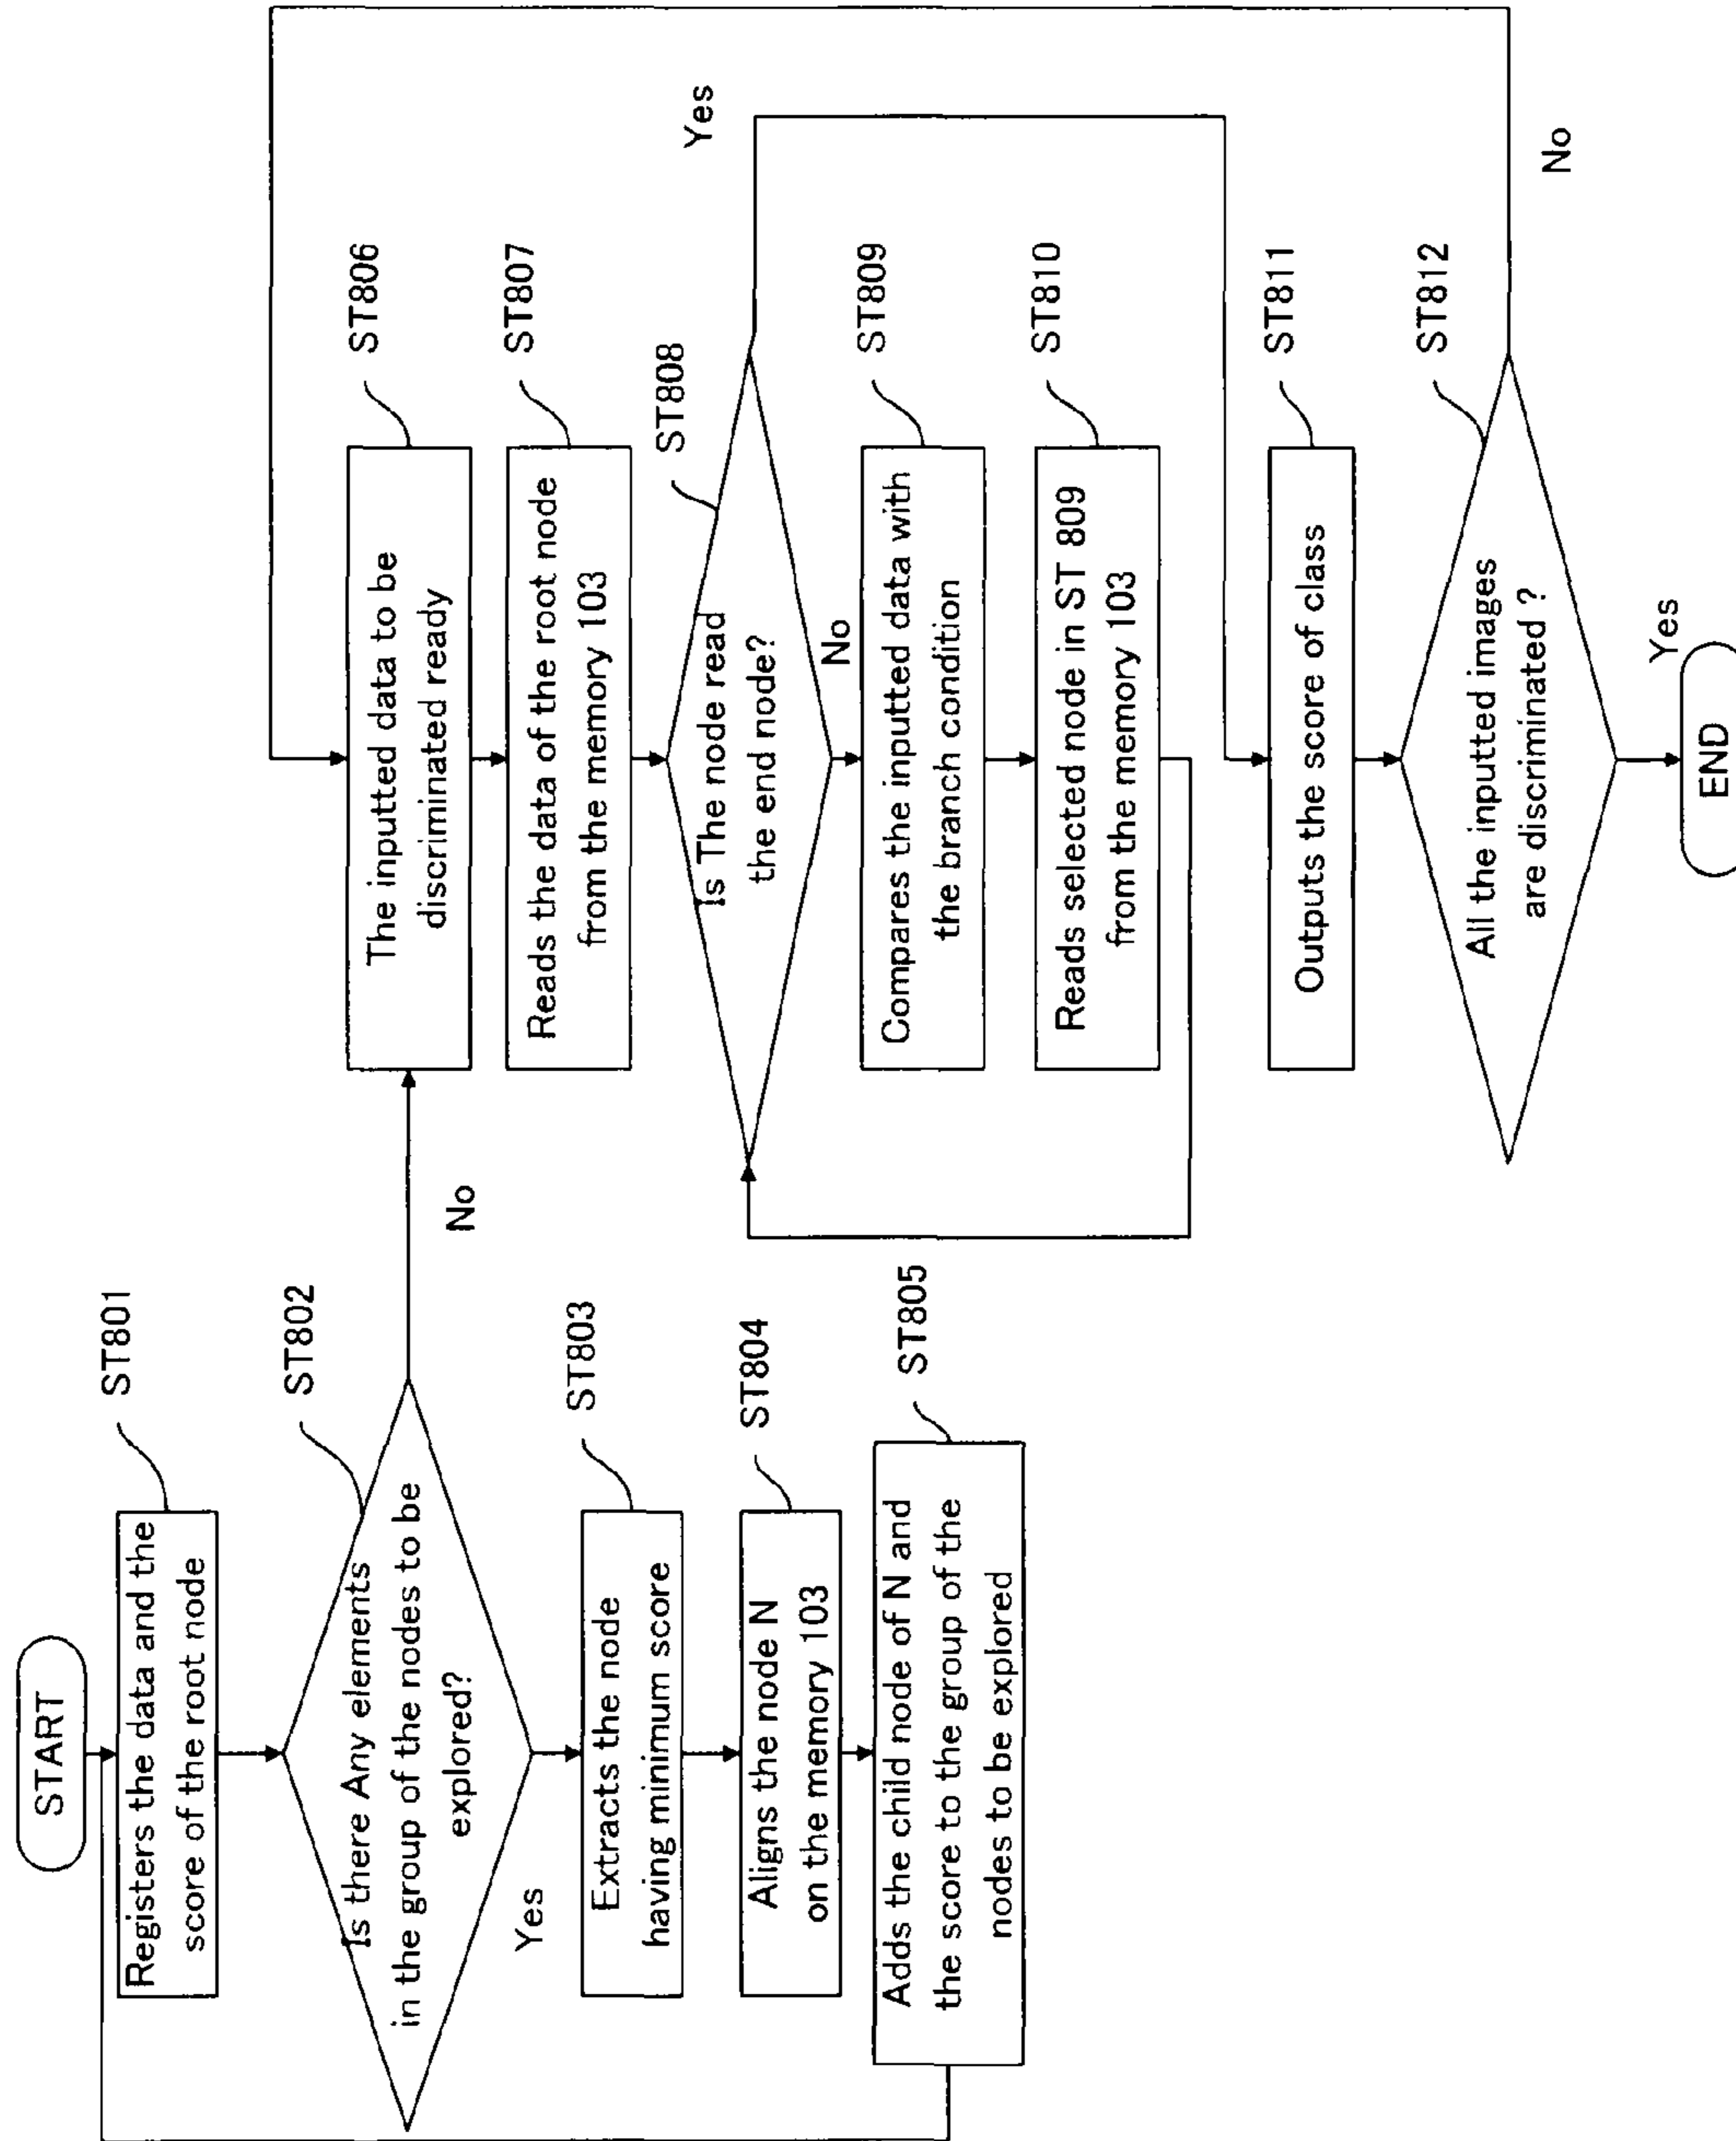 START
ST801
Registers the data and the
score of the root node
ST802
Is there Any elements
in the group of the nodes to be
explored?
No
Yes
ST803
Extracts the node
having minimum score
ST804
Aligns the node N
on the memory 103
ST805
Adds the child node of N and
the score to the group of the
nodes to be explored
ST806
The inputted data to be
discriminated ready
ST807
Reads the data of the root node
from the memory 103
ST808
Is The node read
the end node?
Yes
No
ST809
Compares the inputted data with
the branch condition
ST810
Reads selected node in ST 809
from the memory 103
ST811
Outputs the score of class
ST812
All the inputted images
are discriminated ?
No
Yes
END